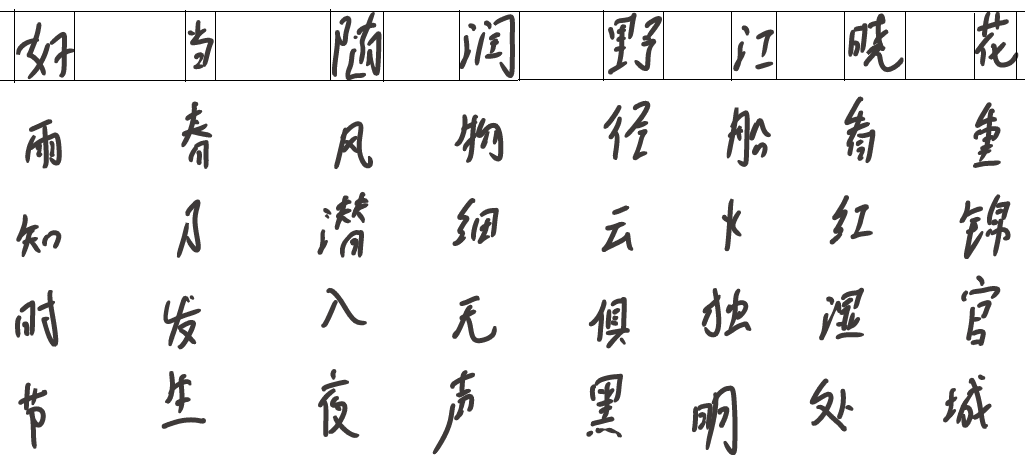 好雨知时节
当春乃发生
随风潜入夜
润物细无声
野径云俱黑
江船火独明
晓看红湿处
花重锦官城